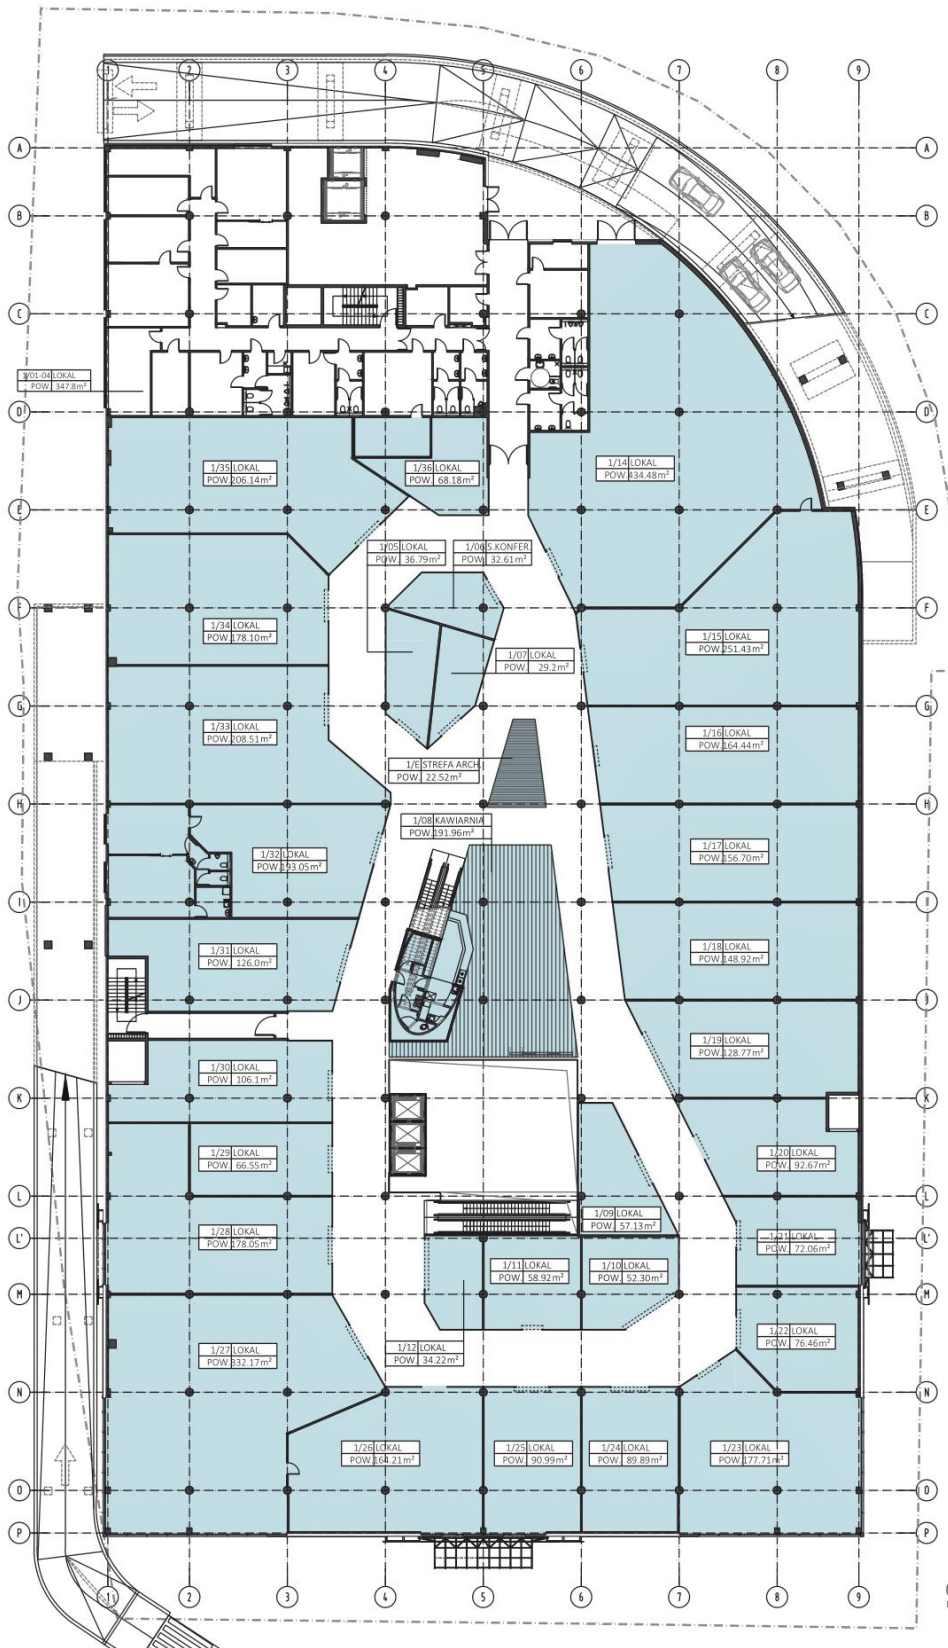 1 2 3 4 5 6 7 8 9
A A
B B
C C
1/01-04 LOKAL
POW. 347.8m²
D D
1/35 LOKAL
POW. 206.14m²
1/36 LOKAL
POW. 68.18m²
1/14 LOKAL
POW. 434.48m²
E E
1/05 LOKAL
POW. 36.79m²
1/06 S.KONFER.
POW. 32.61m²
F F
1/34 LOKAL
POW. 178.10m²
1/15 LOKAL
POW. 251.43m²
1/07 LOKAL
POW. 29.2m²
G G
1/33 LOKAL
POW. 208.51m²
1/16 LOKAL
POW. 164.44m²
1/E STREFA ARCH.
POW. 22.52m²
H H
1/08 KAWIARNIA
POW. 191.96m²
1/17 LOKAL
POW. 156.70m²
1/32 LOKAL
POW. 193.05m²
I I
1/31 LOKAL
POW. 126.0m²
1/18 LOKAL
POW. 148.92m²
J J
1/19 LOKAL
POW. 128.77m²
1/30 LOKAL
POW. 106.1m²
K K
1/29 LOKAL
POW. 66.55m²
1/20 LOKAL
POW. 92.67m²
L L
1/09 LOKAL
POW. 57.13m²
1/28 LOKAL
POW. 178.05m²
L' L'
1/21 LOKAL
POW. 72.06m²
1/11 LOKAL
POW. 58.92m²
1/10 LOKAL
POW. 52.30m²
M M
1/22 LOKAL
POW. 76.46m²
1/27 LOKAL
POW. 332.17m²
1/12 LOKAL
POW. 34.22m²
N N
1/26 LOKAL
POW. 164.21m²
1/25 LOKAL
POW. 90.99m²
1/24 LOKAL
POW. 89.89m²
1/23 LOKAL
POW. 177.71m²
O O
P P
1 2 3 4 5 6 7 8 9